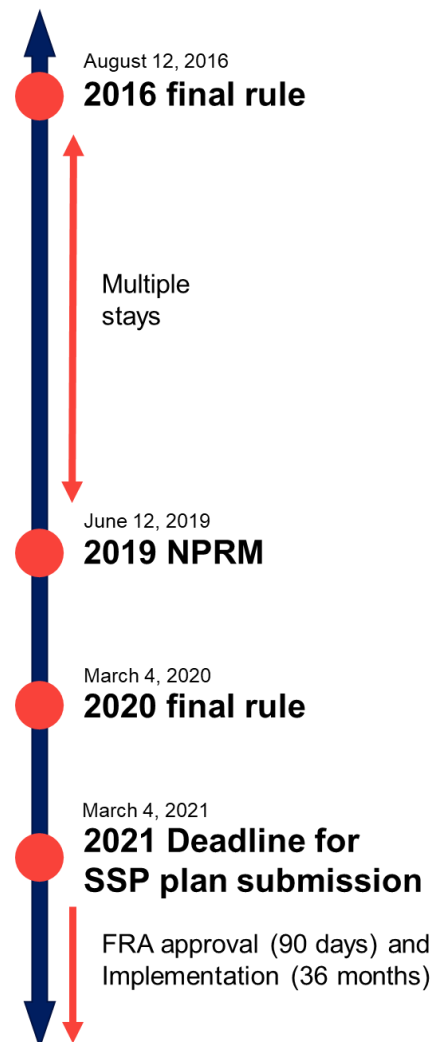 August 12, 2016
2016 final rule
Multiple
stays
June 12, 2019
2019 NPRM
March 4, 2020
2020 final rule
March 4, 2021
2021 Deadline for
SSP plan submission
FRA approval (90 days) and
Implementation (36 months)